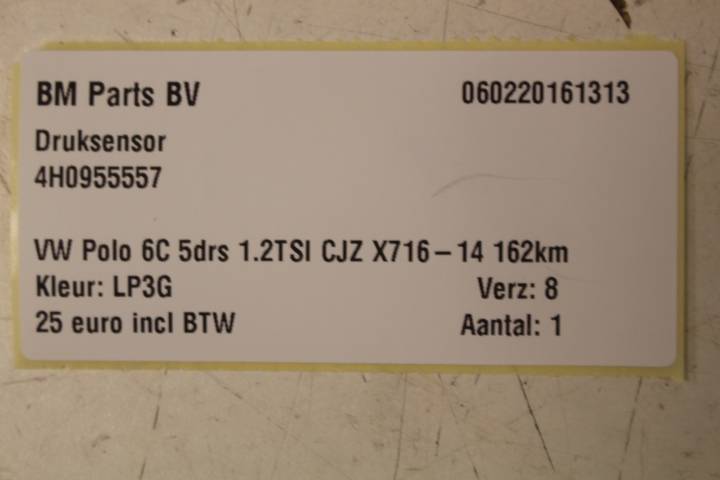 BM Parts BV 060220161313
Druksensor
4H0955557
VW Polo 6C 5drs 1.2TSI CJZ X716-14 162km
Kleur: LP3G Verz: 8
25 euro incl BTW Aantal: 1